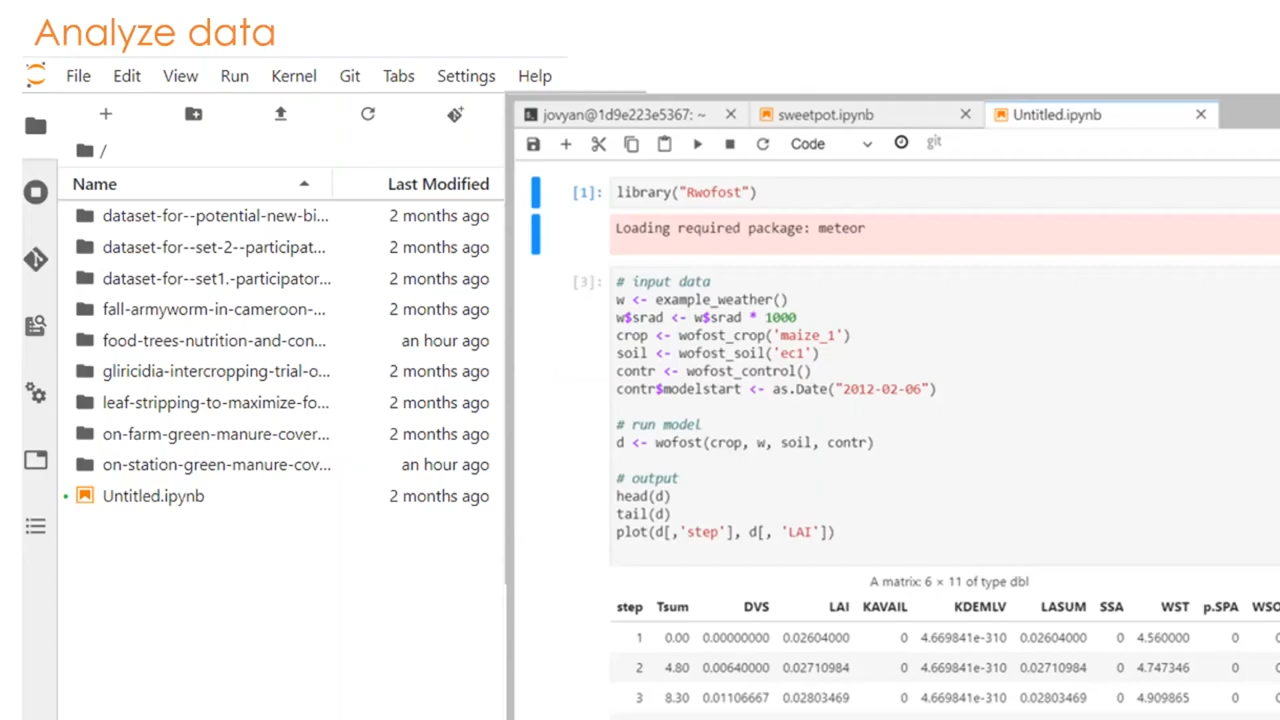 Analyze data
File Edit View Run Kernel Git Tabs Settings Help
/
Name Last Modified
dataset-for--potential-new-bi... 2 months ago
dataset-for--set-2--participat... 2 months ago
dataset-for--set1.-participator... 2 months ago
fall-armyworm-in-cameroon-... 2 months ago
food-trees-nutrition-and-con... an hour ago
gliricidia-intercropping-trial-o... 2 months ago
leaf-stripping-to-maximize-fo... 2 months ago
on-farm-green-manure-cover... 2 months ago
on-station-green-manure-cov... an hour ago
Untitled.ipynb 2 months ago
jovyan@1d9e223e5367: ~ sweetpot.ipynb Untitled.ipynb
Code git
[1]: library("Rwofost")
Loading required package: meteor
[3]: # input data
w <- example_weather()
w$srad <- w$srad * 1000
crop <- wofost_crop('maize_1')
soil <- wofost_soil('ec1')
contr <- wofost_control()
contr$modelstart <- as.Date("2012-02-06")
# run model
d <- wofost(crop, w, soil, contr)
# output
head(d)
tail(d)
plot(d[,'step'], d[, 'LAI'])
A matrix: 6 × 11 of type dbl
step Tsum DVS LAI KAVAIL KDEMLV LASUM SSA WST p.SPA WSO
1 0.00 0.00000000 0.02604000 0 4.669841e-310 0.02604000 0 4.560000 0
2 4.80 0.00640000 0.02710984 0 4.669841e-310 0.02710984 0 4.747346 0
3 8.30 0.01106667 0.02803469 0 4.669841e-310 0.02803469 0 4.909865 0